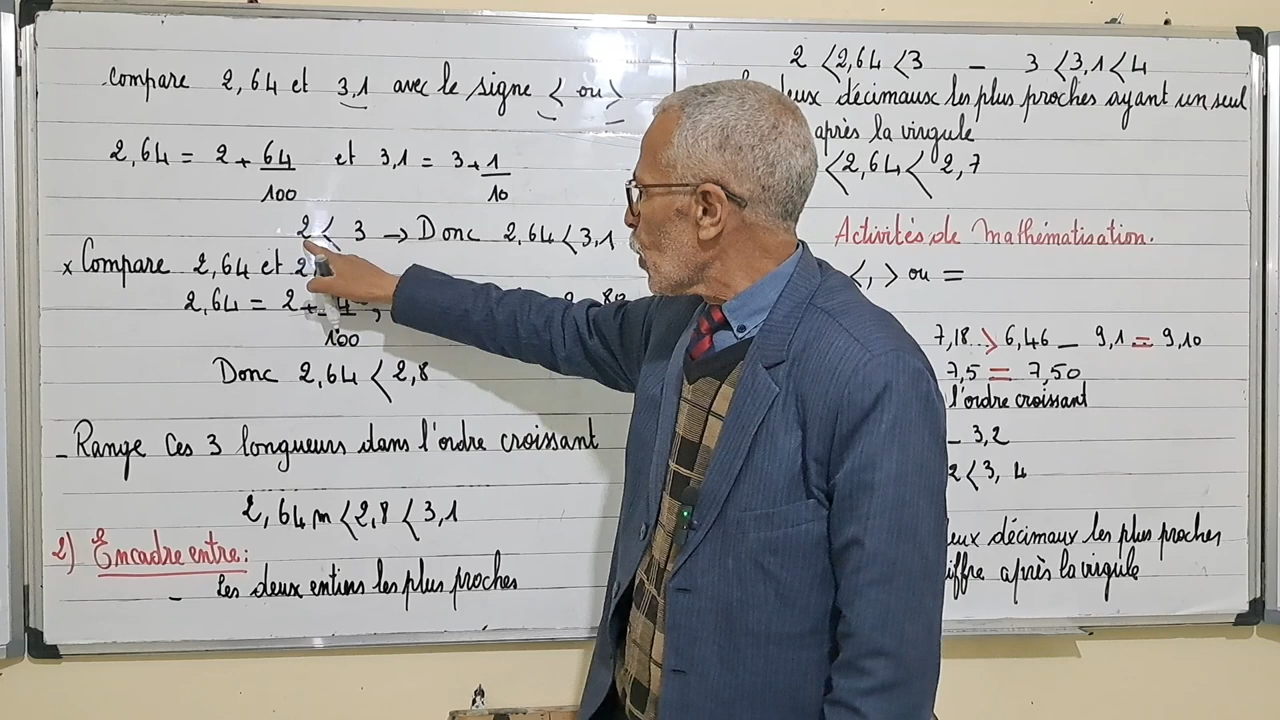 compare 2,64 et 3,1 avec le signe < ou >
2,64 = 2 + 64/100 et 3,1 = 3 + 1/10
2 < 3 → Donc 2,64 < 3,1
x Compare 2,64 et 2
2,64 = 2 +
100
Donc 2,64 < 2,8
- Range Ces 3 longueurs dans l'ordre croissant
2,64m < 2,8 < 3,1
2) Encadre entre:
- les deux entiers les plus proches
2 < 2,64 < 3 - 3 < 3,1 < 4
deux décimaux les plus proches ayant un seul
après la virgule
< 2,64 < 2,7
Activités de Mathématisation.
<, > ou =
7,18 > 6,46 - 9,1 = 9,10
7,5 = 7,50
l'ordre croissant
- 3,2
2 < 3,4
deux décimaux les plus proches
chiffre après la virgule